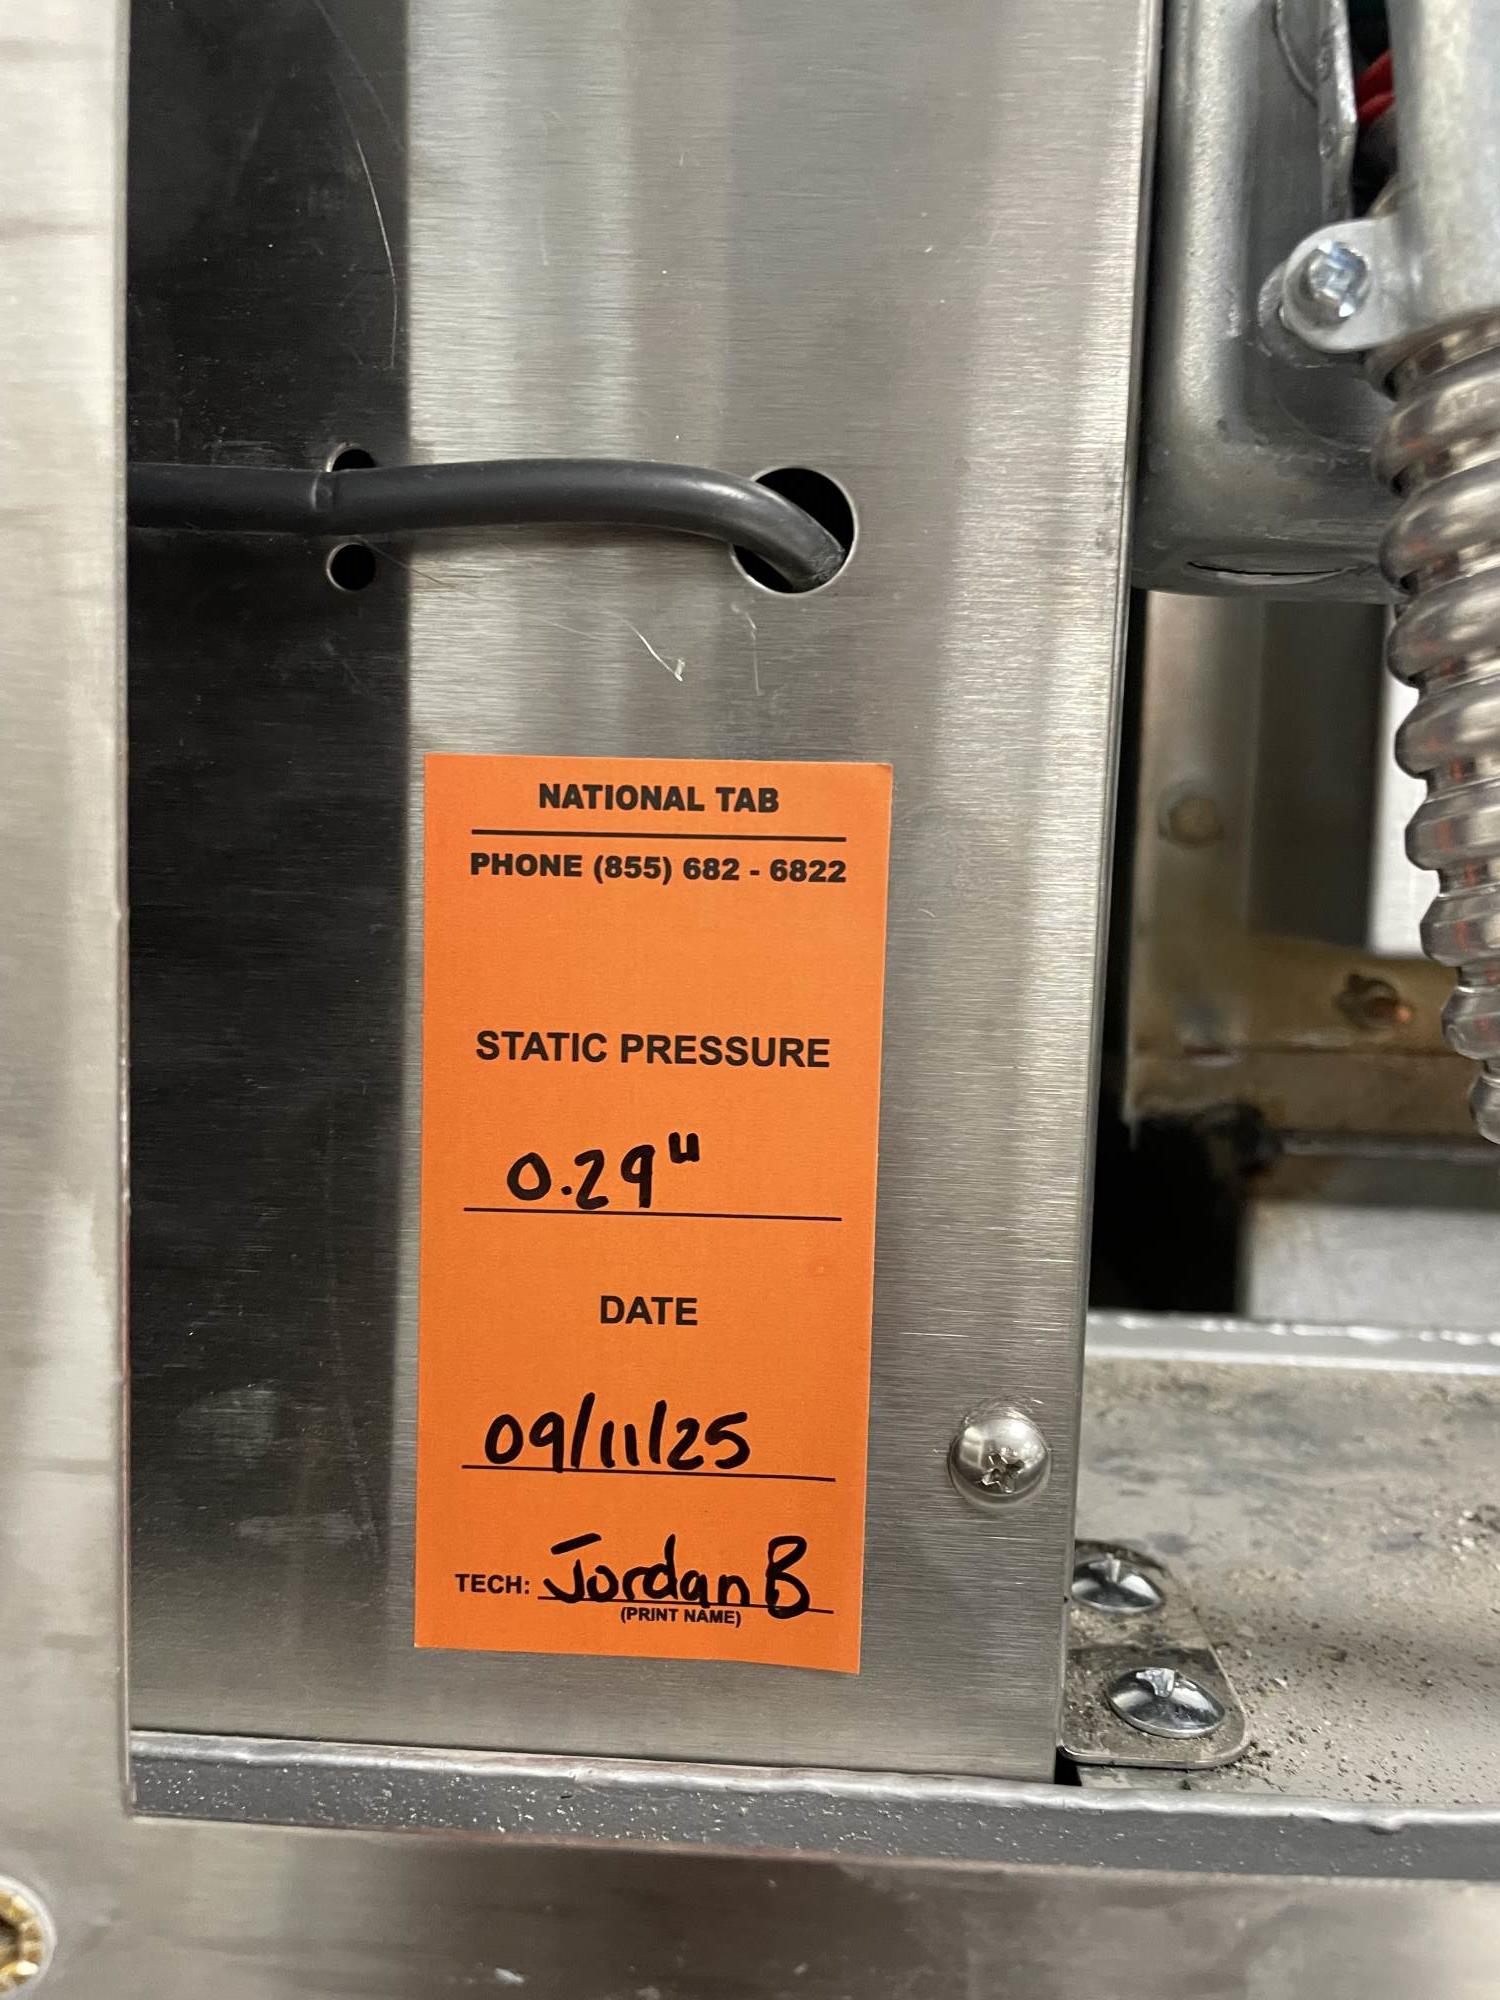 NATIONAL TAB
PHONE (855) 682 - 6822
STATIC PRESSURE
0.29"
DATE
09/11/25
TECH: Jordan B
(PRINT NAME)